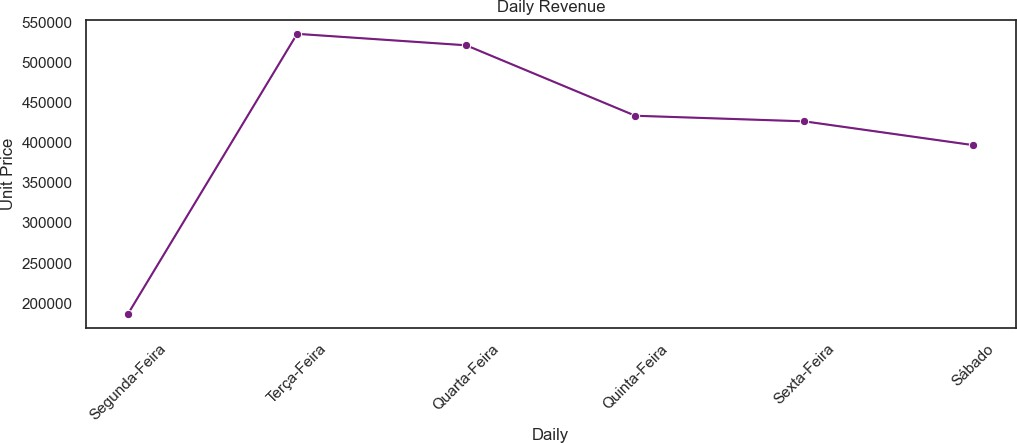 Daily Revenue
550000
500000
450000
400000
350000
300000
250000
200000
Unit Price
Segunda-Feira
Terça-Feira
Quarta-Feira
Quinta-Feira
Sexta-Feira
Sábado
Daily